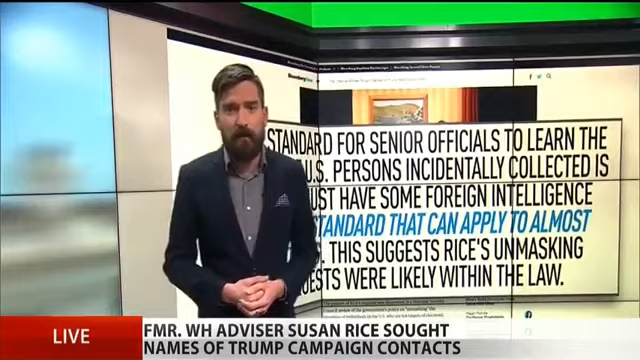 STANDARD FOR SENIOR OFFICIALS TO LEARN THE
U.S. PERSONS INCIDENTALLY COLLECTED IS
UST HAVE SOME FOREIGN INTELLIGENCE
TANDARD THAT CAN APPLY TO ALMOST
. THIS SUGGESTS RICE'S UNMASKING
UESTS WERE LIKELY WITHIN THE LAW.
LIVE
FMR. WH ADVISER SUSAN RICE SOUGHT
NAMES OF TRUMP CAMPAIGN CONTACTS